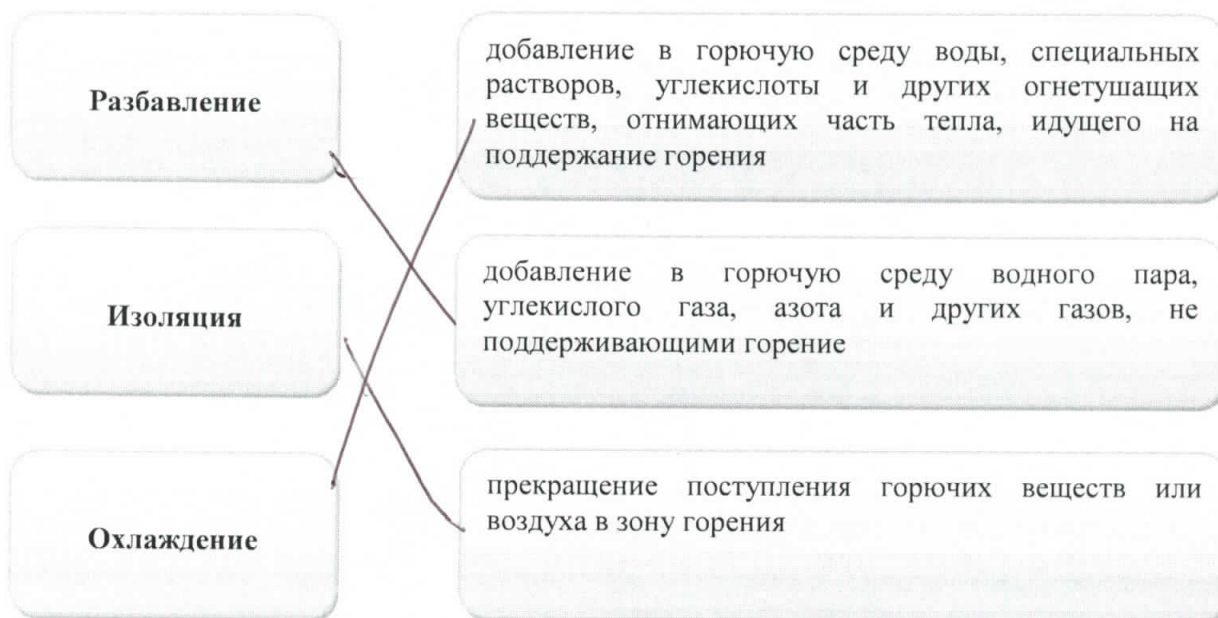 Разбавление
добавление в горючую среду воды, специальных
растворов, углекислоты и других огнетушащих
веществ, отнимающих часть тепла, идущего на
поддержание горения
Изоляция
добавление в горючую среду водного пара,
углекислого газа, азота и других газов, не
поддерживающими горение
Охлаждение
прекращение поступления горючих веществ или
воздуха в зону горения